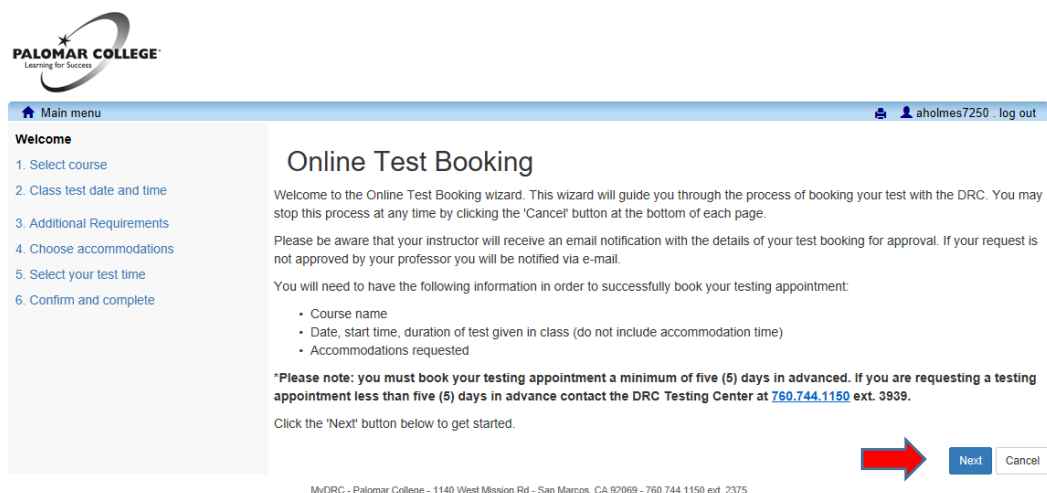 PALOMAR COLLEGE
Learning for Success
Main menu
aholmes7250 . log out
Welcome
1. Select course
2. Class test date and time
3. Additional Requirements
4. Choose accommodations
5. Select your test time
6. Confirm and complete
Online Test Booking
Welcome to the Online Test Booking wizard. This wizard will guide you through the process of booking your test with the DRC. You may
stop this process at any time by clicking the 'Cancel' button at the bottom of each page.
Please be aware that your instructor will receive an email notification with the details of your test booking for approval. If your request is
not approved by your professor you will be notified via e-mail.
You will need to have the following information in order to successfully book your testing appointment:
• Course name
• Date, start time, duration of test given in class (do not include accommodation time)
• Accommodations requested
*Please note: you must book your testing appointment a minimum of five (5) days in advanced. If you are requesting a testing
appointment less than five (5) days in advance contact the DRC Testing Center at 760.744.1150 ext. 3939.
Click the 'Next' button below to get started.
Next Cancel
MyDRC - Palomar College - 1140 West Mission Rd - San Marcos, CA 92069 - 760 744 1150 ext. 2375